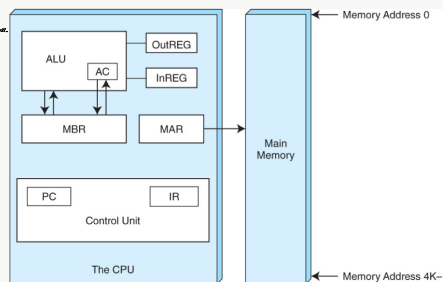 Memory Address 0
OutREG
ALU
AC
InREG
MBR
MAR
Main
Memory
PC
IR
Control Unit
The CPU
Memory Address 4K–